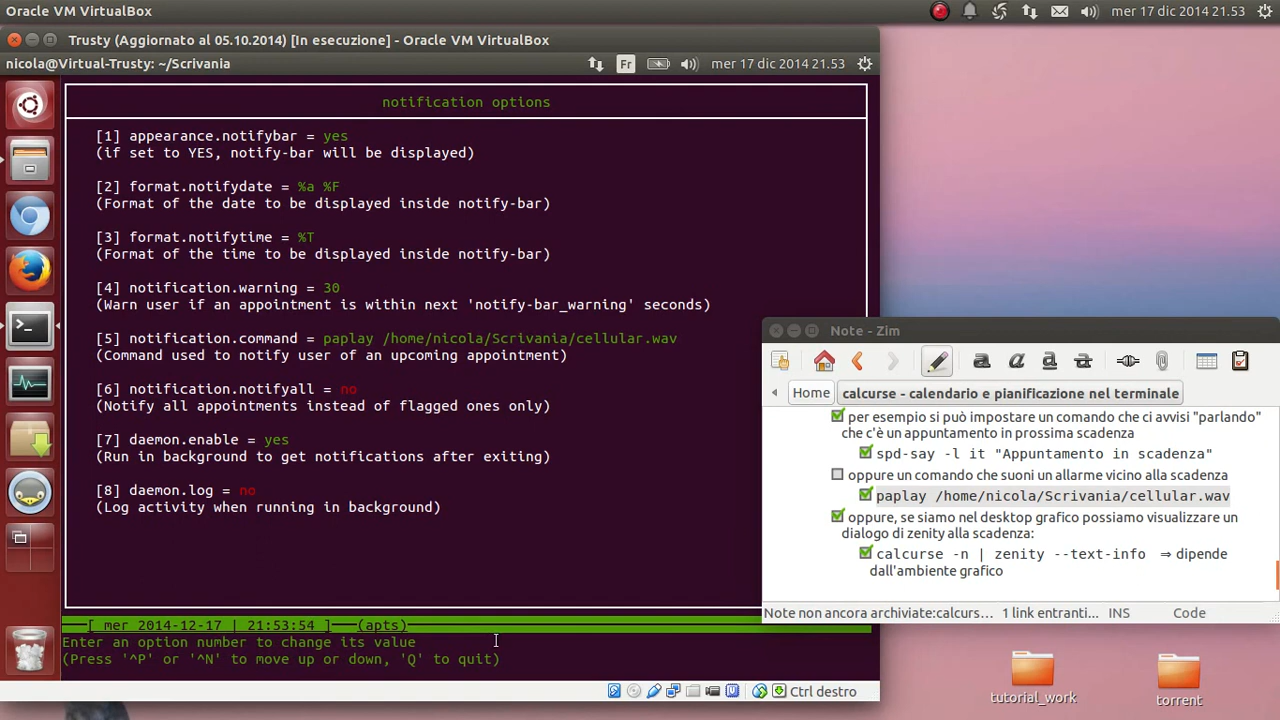 Oracle VM VirtualBox
mer 17 dic 2014 21.53
Trusty (Aggiornato al 05.10.2014) [In esecuzione] - Oracle VM VirtualBox
nicola@Virtual-Trusty: ~/Scrivania
Fr
mer 17 dic 2014 21.53
notification options
[1] appearance.notifybar = yes
(if set to YES, notify-bar will be displayed)
[2] format.notifydate = %a %F
(Format of the date to be displayed inside notify-bar)
[3] format.notifytime = %T
(Format of the time to be displayed inside notify-bar)
[4] notification.warning = 30
(Warn user if an appointment is within next 'notify-bar_warning' seconds)
[5] notification.command = paplay /home/nicola/Scrivania/cellular.wav
(Command used to notify user of an upcoming appointment)
[6] notification.notifyall = no
(Notify all appointments instead of flagged ones only)
[7] daemon.enable = yes
(Run in background to get notifications after exiting)
[8] daemon.log = no
(Log activity when running in background)
[ mer 2014-12-17 | 21:53:54 ]---(apts)
Enter an option number to change its value
(Press '^P' or '^N' to move up or down, 'Q' to quit)
Ctrl destro
Note - Zim
Home
calcurse - calendario e pianificazione nel terminale
per esempio si può impostare un comando che ci avvisi "parlando"
che c'è un appuntamento in prossima scadenza
spd-say -l it "Appuntamento in scadenza"
oppure un comando che suoni un allarme vicino alla scadenza
paplay /home/nicola/Scrivania/cellular.wav
oppure, se siamo nel desktop grafico possiamo visualizzare un
dialogo di zenity alla scadenza:
calcurse -n | zenity --text-info ⇒ dipende
dall'ambiente grafico
Note non ancora archiviate:calcurs…
1 link entranti…
INS
Code
tutorial_work
torrent